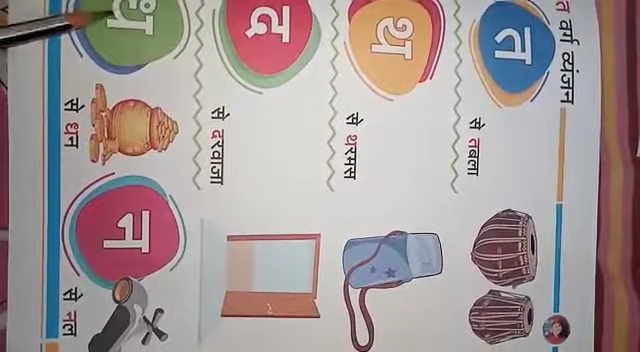 त वर्ग व्यंजन
त
से तबला
थ
से थरमस
द
से दरवाजा
ध
से धन
न
से नल